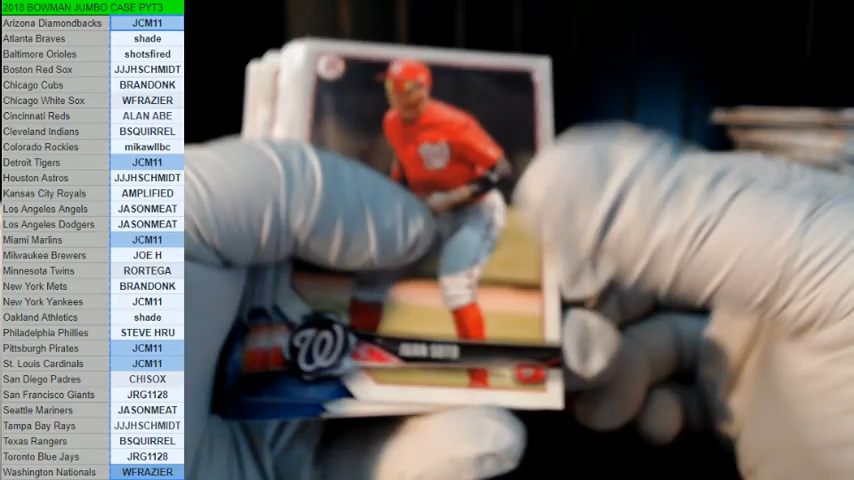 2018 BOWMAN JUMBO CASE PYT3
Arizona Diamondbacks JCM11
Atlanta Braves shade
Baltimore Orioles shotsfired
Boston Red Sox JJJHSCHMIDT
Chicago Cubs BRANDONK
Chicago White Sox WFRAZIER
Cincinnati Reds ALAN ABE
Cleveland Indians BSQUIRREL
Colorado Rockies mikawllbc
Detroit Tigers JCM11
Houston Astros JJJHSCHMIDT
Kansas City Royals AMPLIFIED
Los Angeles Angels JASONMEAT
Los Angeles Dodgers JASONMEAT
Miami Marlins JCM11
Milwaukee Brewers JOE H
Minnesota Twins RORTEGA
New York Mets BRANDONK
New York Yankees JCM11
Oakland Athletics shade
Philadelphia Phillies STEVE HRU
Pittsburgh Pirates JCM11
St. Louis Cardinals JCM11
San Diego Padres CHISOX
San Francisco Giants JRG1128
Seattle Mariners JASONMEAT
Tampa Bay Rays JJJHSCHMIDT
Texas Rangers BSQUIRREL
Toronto Blue Jays JRG1128
Washington Nationals WFRAZIER
W
W
JUAN SOTO